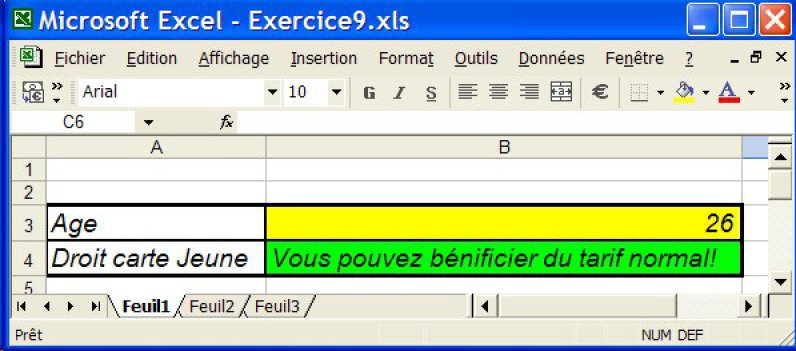 Microsoft Excel - Exercice9.xls
Fichier Edition Affichage Insertion Format Outils Données Fenêtre ?
Arial 10 G I S €
C6 fx
A B
1
2
3 Age 26
4 Droit carte Jeune Vous pouvez bénificier du tarif normal!
5
Feuil1 Feuil2 Feuil3
Prêt NUM DEF